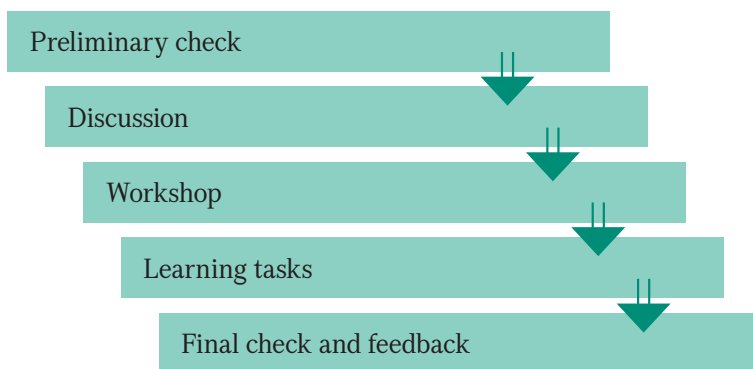 Preliminary check
Discussion
Workshop
Learning tasks
Final check and feedback